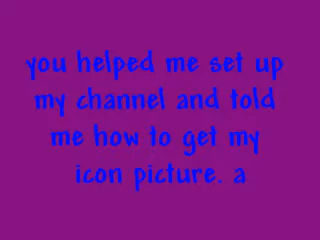 you helped me set up
my channel and told
me how to get my
icon picture. a